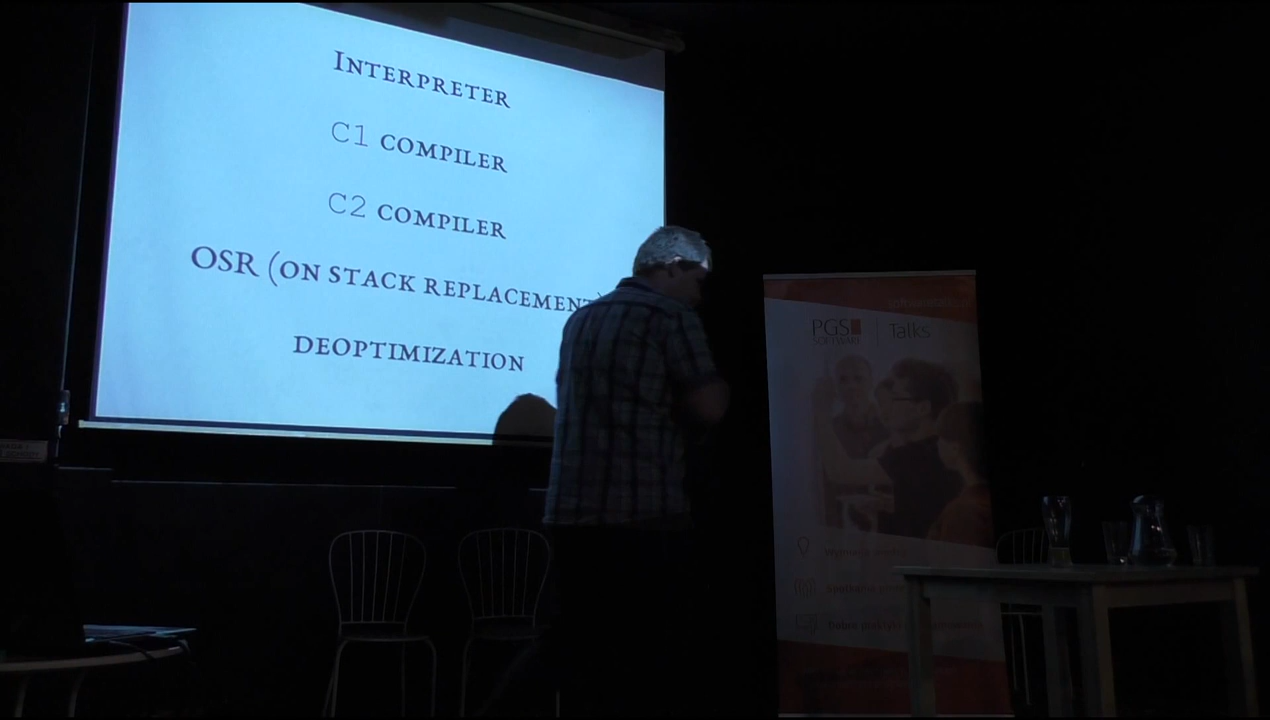 Interpreter
C1 compiler
C2 compiler
OSR (on stack replacement)
deoptimization
PGS
SOFTWARE
Talks